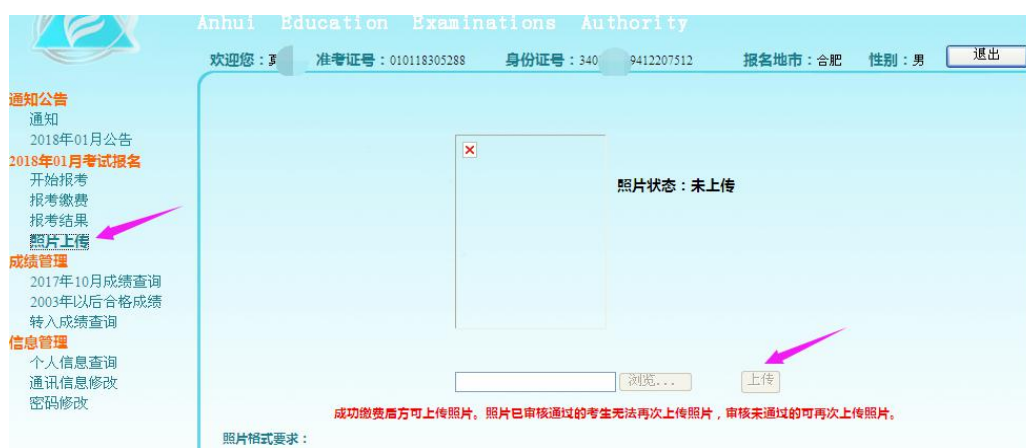 Anhui Education Examinations Authority
欢迎您：夏 准考证号：010118305288 身份证号：340 9412207512 报名地市：合肥 性别：男 退出
通知公告
通知
2018年01月公告
2018年01月考试报名
开始报考
报考缴费
报考结果
照片上传
照片状态：未上传
成绩管理
2017年10月成绩查询
2003年以后合格成绩
转入成绩查询
信息管理
个人信息查询
通讯信息修改
密码修改
浏览... 上传
成功缴费后方可上传照片。照片已审核通过的考生无法再次上传照片，审核未通过的可再次上传照片。
照片格式要求：